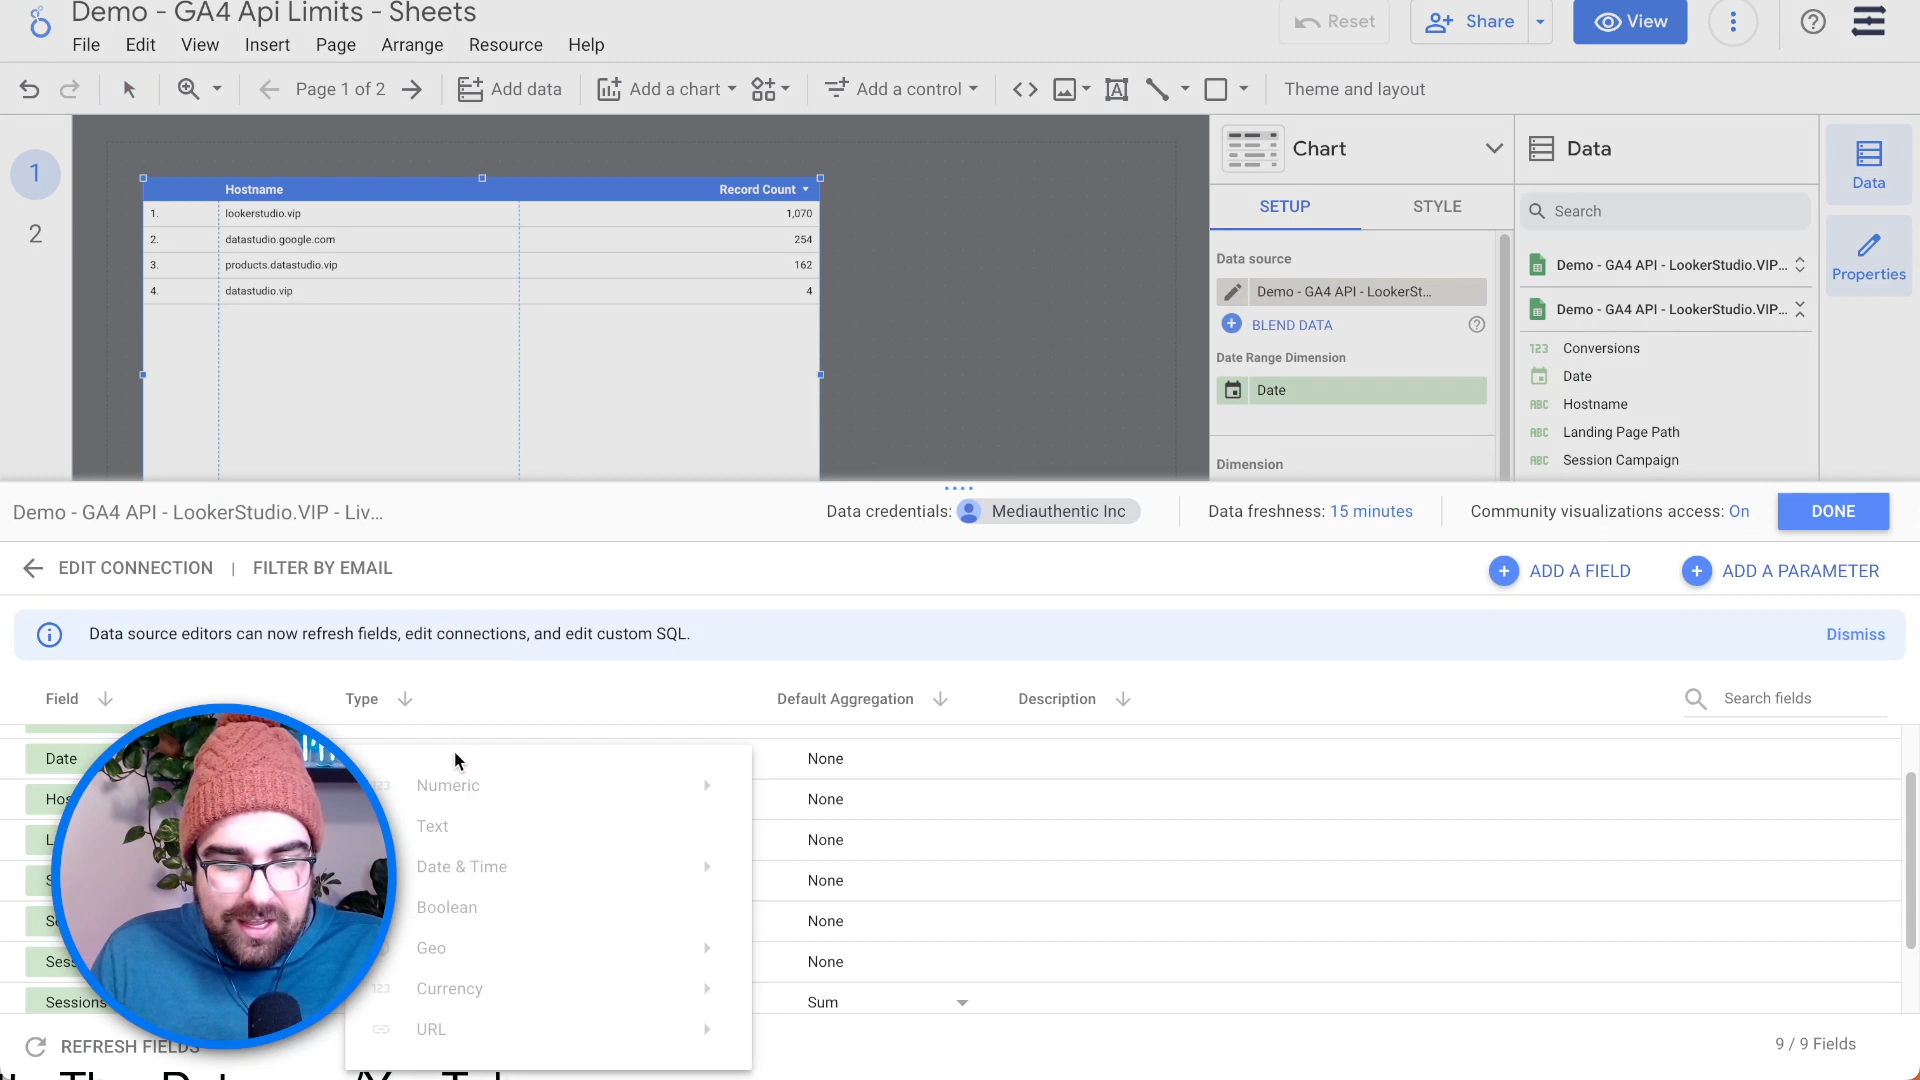 Demo - GA4 Api Limits - Sheets
File Edit View Insert Page Arrange Resource Help
Reset Share View
Page 1 of 2 Add data Add a chart Add a control Theme and layout
1
2
Hostname Record Count
1. lookerstudio.vip 1,070
2. datastudio.google.com 254
3. products.datastudio.vip 162
4. datastudio.vip 4
Chart
SETUP STYLE
Data source
Demo - GA4 API - LookerSt...
BLEND DATA
Date Range Dimension
Date
Dimension
Data
Search
Demo - GA4 API - LookerStudio.VIP...
Demo - GA4 API - LookerStudio.VIP...
123 Conversions
Date
ABC Hostname
ABC Landing Page Path
ABC Session Campaign
Data
Properties
Demo - GA4 API - LookerStudio.VIP - Liv...
Data credentials: Mediauthentic Inc Data freshness: 15 minutes Community visualizations access: On DONE
EDIT CONNECTION | FILTER BY EMAIL ADD A FIELD ADD A PARAMETER
Data source editors can now refresh fields, edit connections, and edit custom SQL. Dismiss
Field Type Default Aggregation Description Search fields
Date None
None
None
None
None
None
Sessions Sum
Numeric
Text
Date & Time
Boolean
Geo
123 Currency
URL
REFRESH FIELDS 9 / 9 Fields